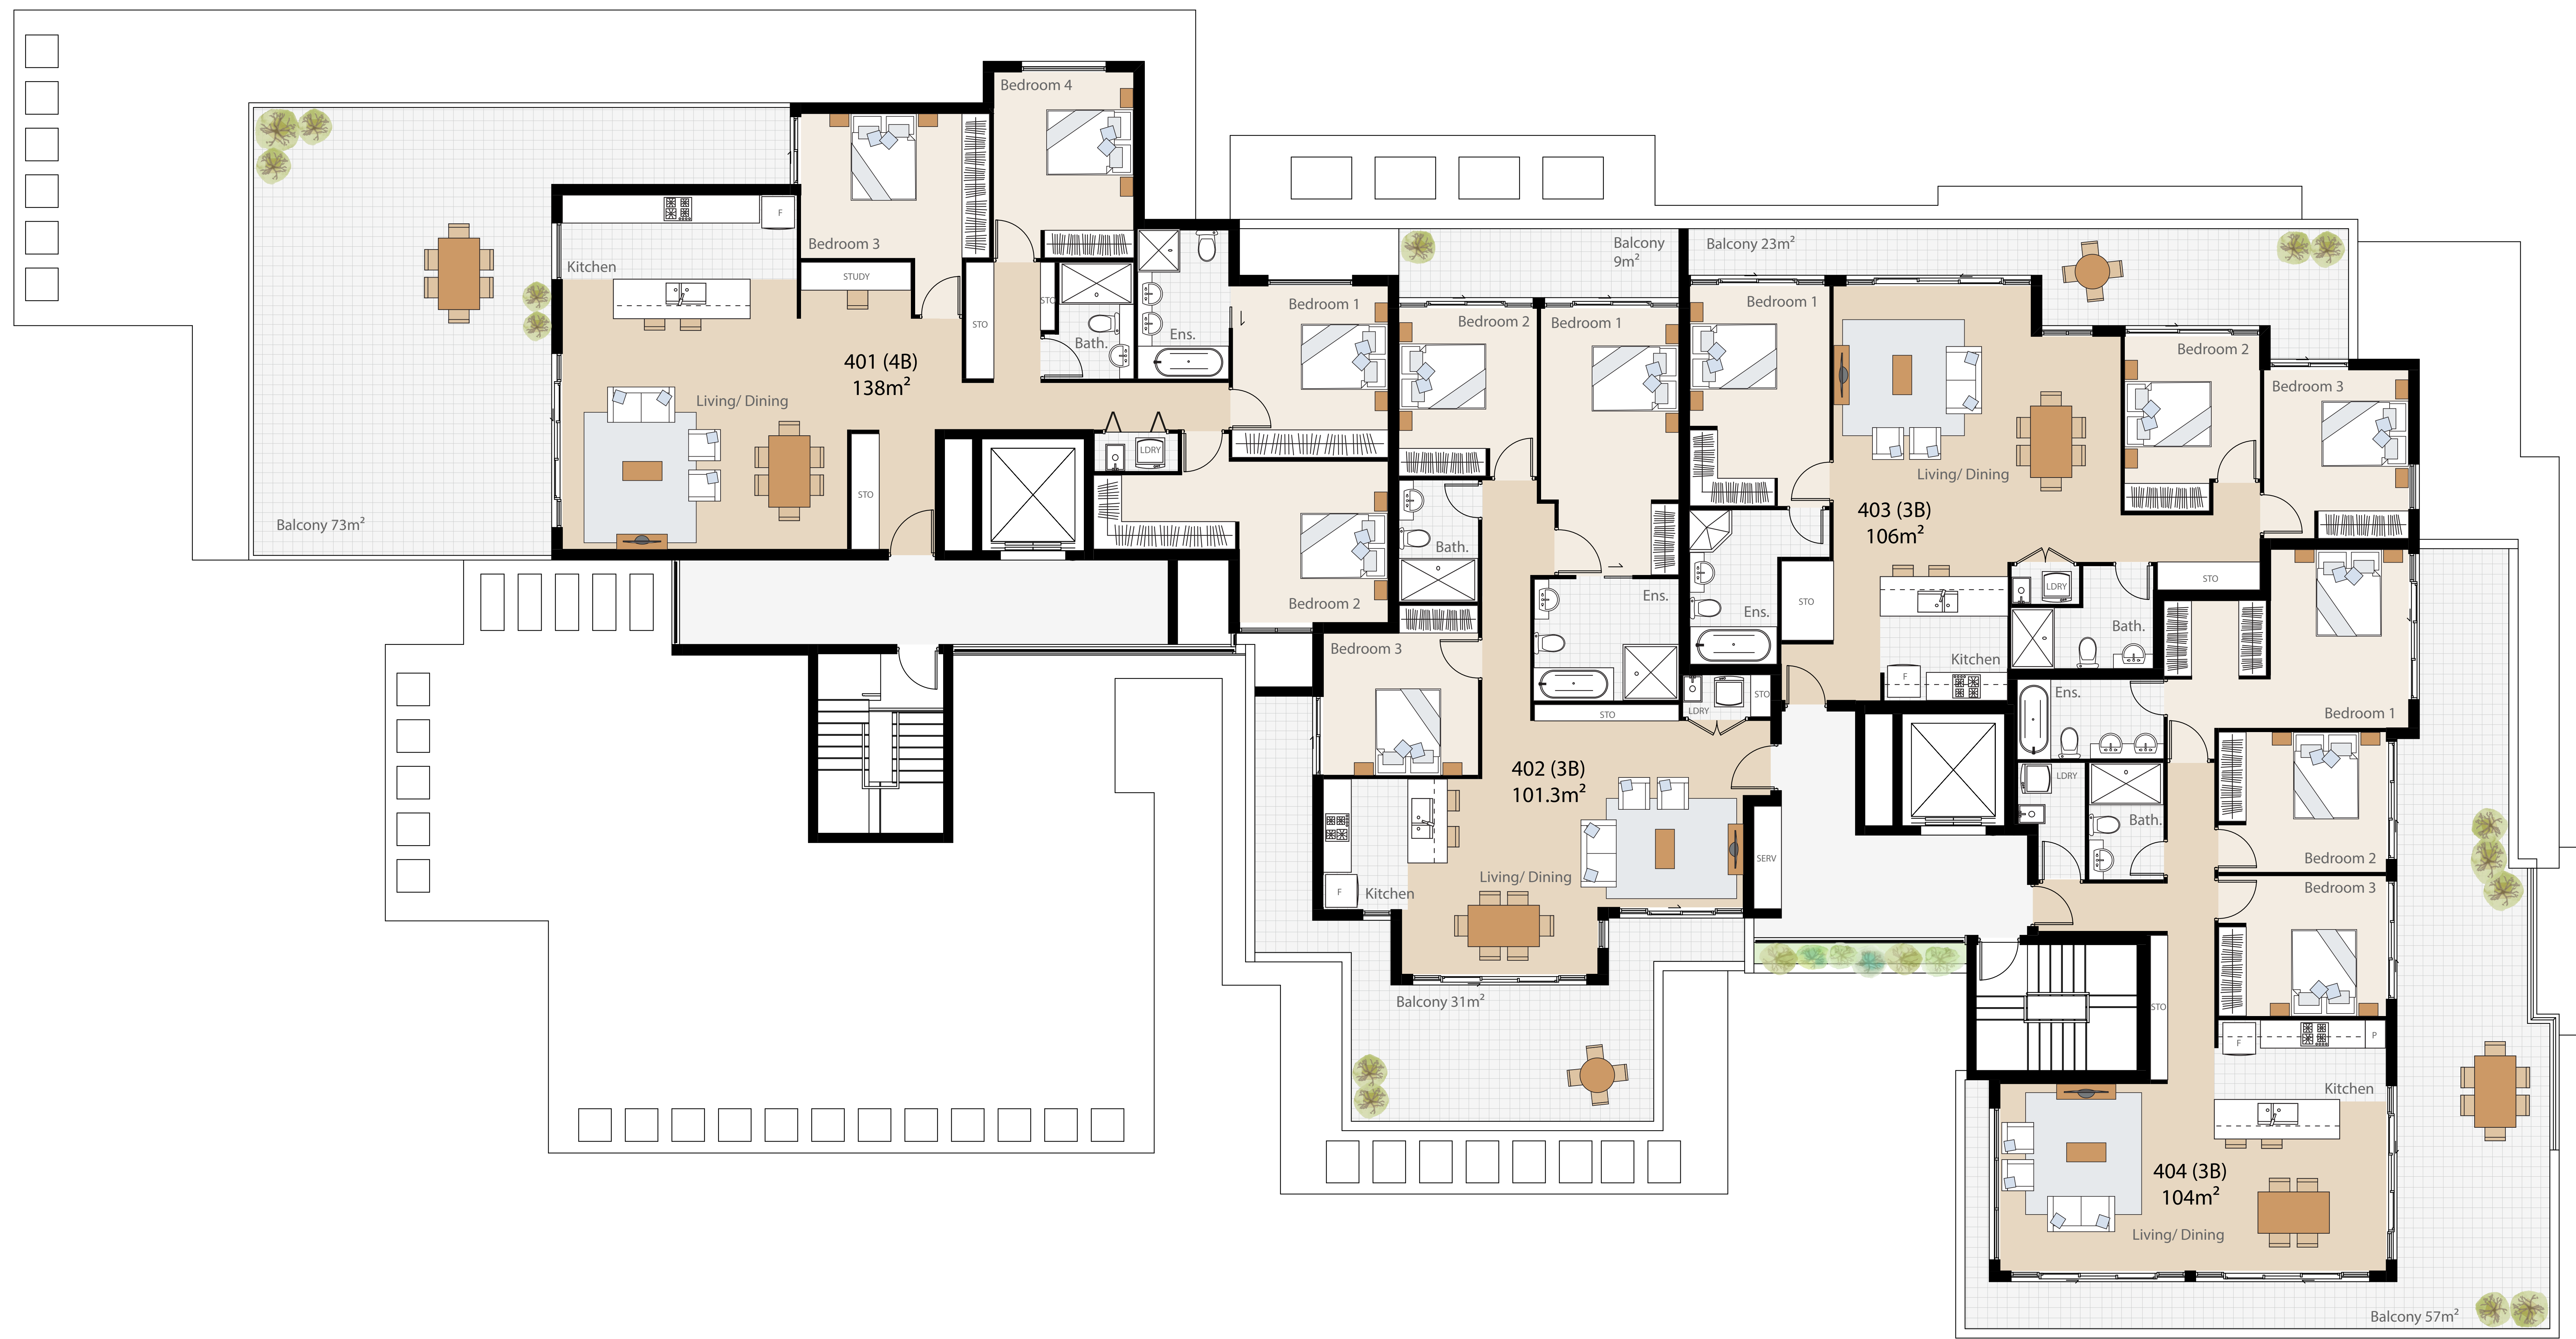 Bedroom 4
Bedroom 3
F
Kitchen
STUDY
STO
STO
Bath.
Ens.
Bedroom 1
401 (4B)
138m²
Living/ Dining
LDRY
STO
Balcony 73m²
Bedroom 2
Balcony
9m²
Bedroom 2
Bedroom 1
Bath.
Ens.
Bedroom 3
STO
LDRY
STO
402 (3B)
101.3m²
Living/ Dining
SERV
F
Kitchen
Balcony 31m²
Balcony 23m²
Bedroom 1
Bedroom 2
Bedroom 3
Living/ Dining
403 (3B)
106m²
STO
Ens.
LDRY
STO
Bath.
Kitchen
F
Ens.
Bedroom 1
LDRY
Bath.
Bedroom 2
Bedroom 3
STO
F
P
Kitchen
404 (3B)
104m²
Living/ Dining
Balcony 57m²